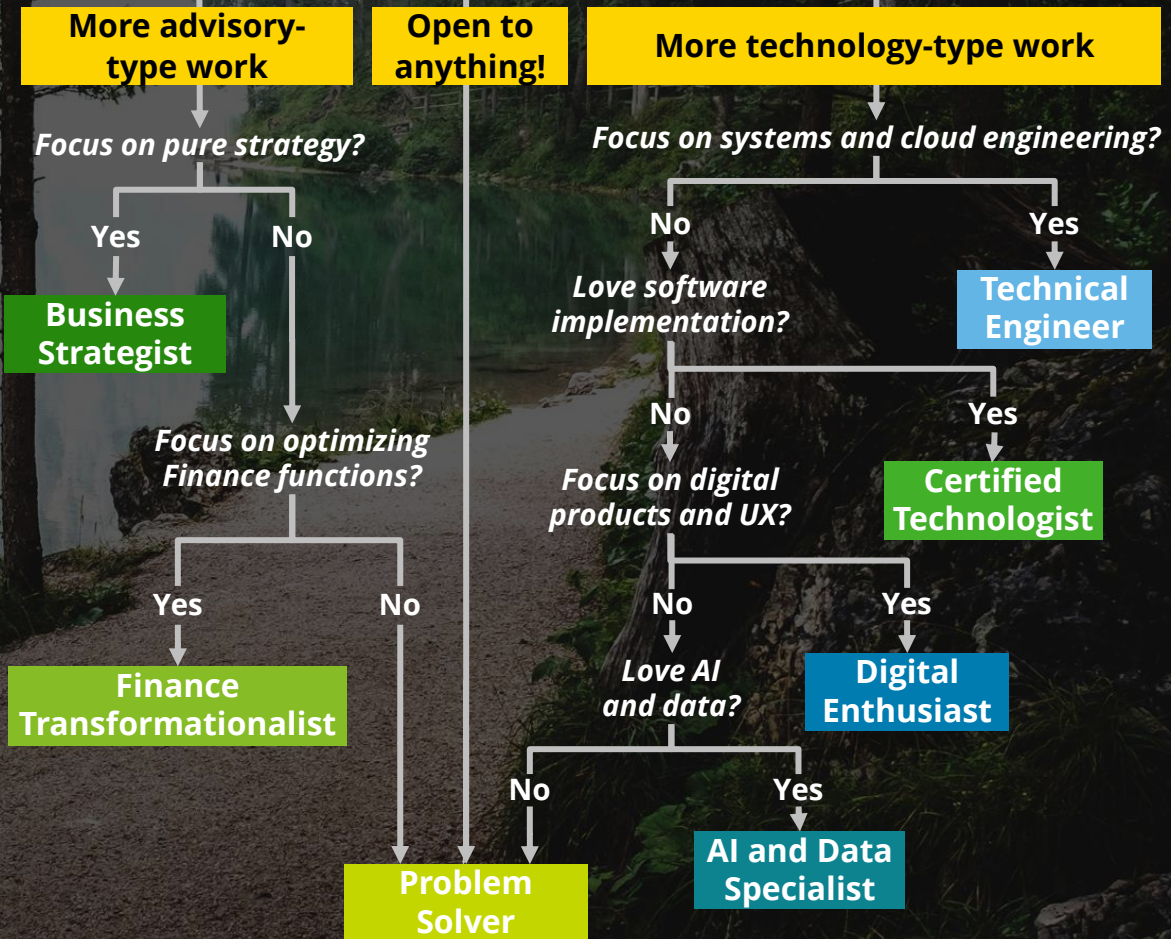 More advisory-
type work
Open to
anything!
More technology-type work
Focus on pure strategy?
Yes
No
Business
Strategist
Focus on optimizing
Finance functions?
Yes
No
Finance
Transformationalist
Focus on systems and cloud engineering?
No
Yes
Technical
Engineer
Love software
implementation?
No
Yes
Certified
Technologist
Focus on digital
products and UX?
No
Yes
Digital
Enthusiast
Love AI
and data?
No
Yes
AI and Data
Specialist
Problem
Solver